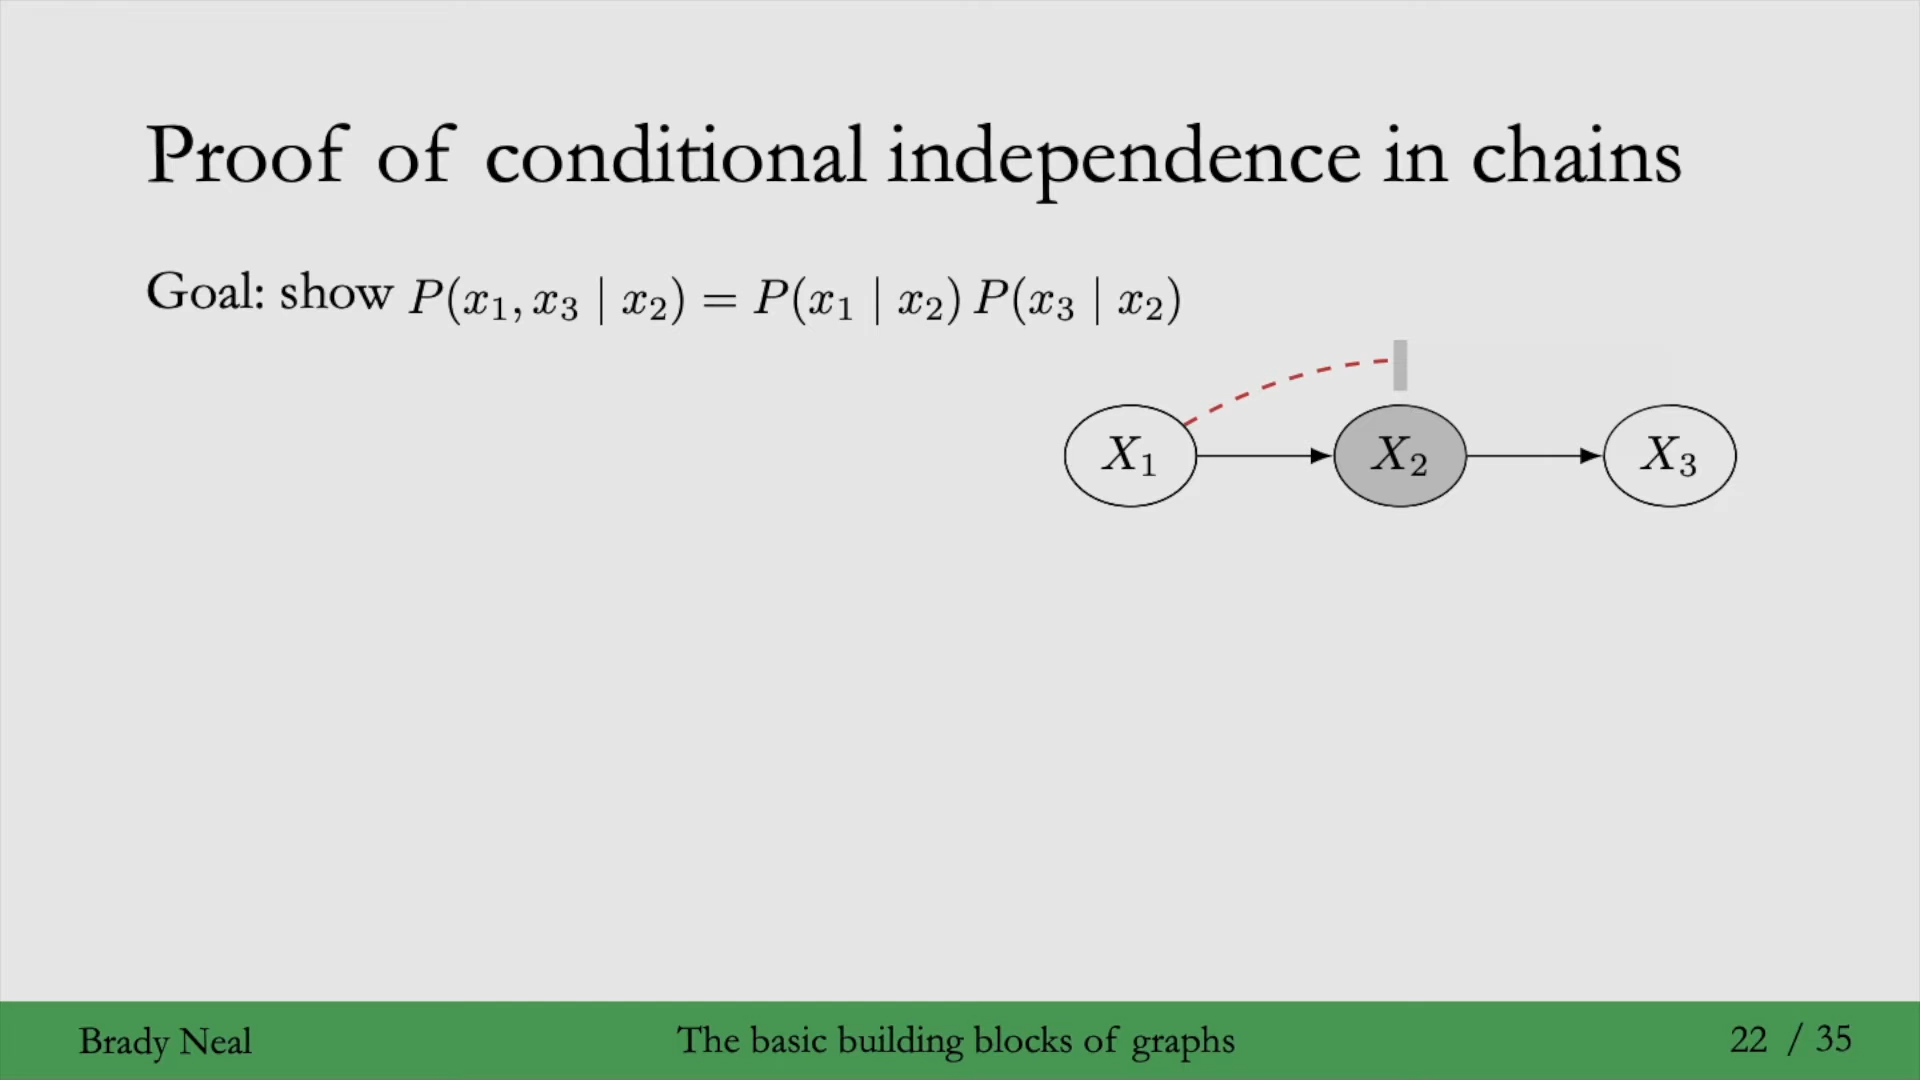 Proof of conditional independence in chains
Goal: show P(x₁, x₃ | x₂) = P(x₁ | x₂) P(x₃ | x₂)
X₁ X₂ X₃
Brady Neal The basic building blocks of graphs 22 / 35